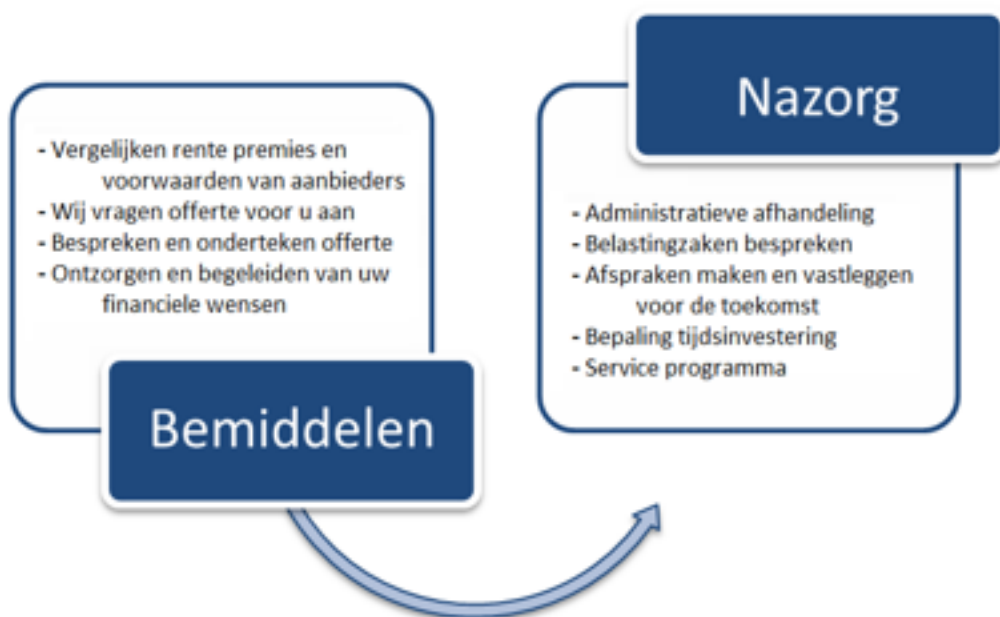 - Vergelijken rente premies en
voorwaarden van aanbieders
- Wij vragen offerte voor u aan
- Bespreken en onderteken offerte
- Ontzorgen en begeleiden van uw
financiele wensen
Bemiddelen
Nazorg
- Administratieve afhandeling
- Belastingzaken bespreken
- Afspraken maken en vastleggen
voor de toekomst
- Bepaling tijdsinvestering
- Service programma